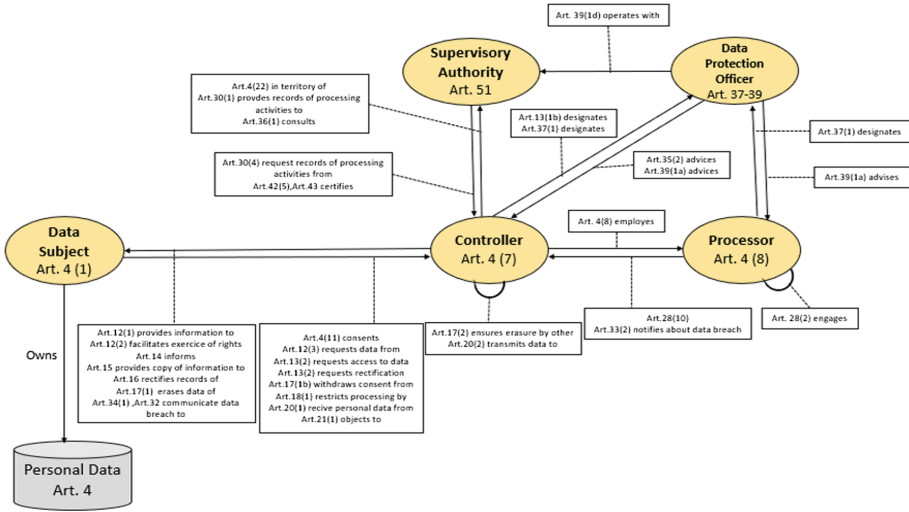 Art. 39(1d) operates with
Supervisory
Authority
Art. 51
Data
Protection
Officer
Art. 37-39
Art.4(22) in territory of
Art.30(1) provdes records of processing
activities to
Art.36(1) consults
Art.13(1b) designates
Art.37(1) designates
Art.37(1) designates
Art.30(4) request records of processing
activities from
Art.42(5),Art.43 certifies
Art.35(2) advices
Art.39(1a) advices
Art.39(1a) advises
Data
Subject
Art. 4 (1)
Controller
Art. 4 (7)
Art. 4(8) employes
Processor
Art. 4 (8)
Owns
Art.12(1) provides information to
Art.12(2) facilitates exercice of rights
Art.14 informs
Art.15 provides copy of information to
Art.16 rectifies records of
Art.17(1)  erases data of
Art.34(1) ,Art.32 communicate data
breach to
Art.4(11) consents
Art.12(3) requests data from
Art.13(2) requests access to data
Art.13(2) requests rectification
Art.17(1b) withdraws consent from
Art.18(1) restricts processing by
Art.20(1) recive personal data from
Art.21(1) objects to
Art.17(2) ensures erasure by other
Art.20(2) transmits data to
Art.28(10)
Art.33(2) notifies about data breach
Art. 28(2) engages
Personal Data
Art. 4